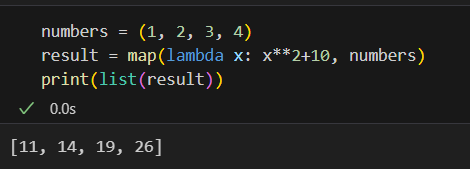 numbers = (1, 2, 3, 4)
result = map(lambda x: x**2+10, numbers)
print(list(result))
0.0s
[11, 14, 19, 26]